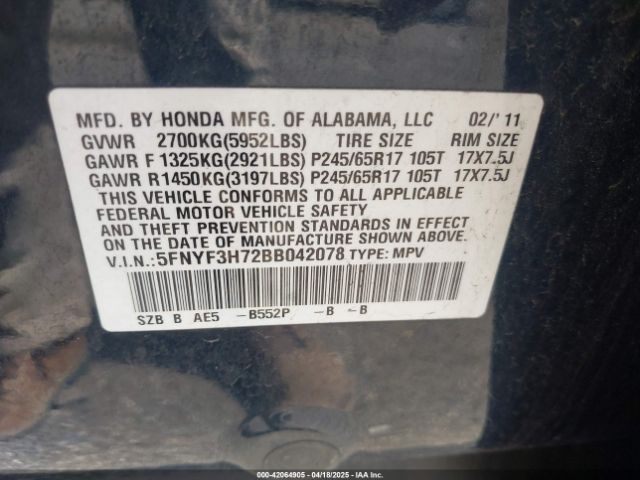 MFD. BY HONDA MFG. OF ALABAMA, LLC 02/'11
GVWR 2700KG(5952LBS) TIRE SIZE RIM SIZE
GAWR F 1325KG(2921LBS) P245/65R17 105T 17X7.5J
GAWR R1450KG(3197LBS) P245/65R17 105T 17X7.5J
THIS VEHICLE CONFORMS TO ALL APPLICABLE
FEDERAL MOTOR VEHICLE SAFETY
AND THEFT PREVENTION STANDARDS IN EFFECT
ON THE DATE OF MANUFACTURE SHOWN ABOVE.
V.I.N.:5FNYF3H72BB042078 TYPE: MPV
SZB B AE5 -B552P -B -B
000-42064905 - 04/18/2025 - IAAI Inc.